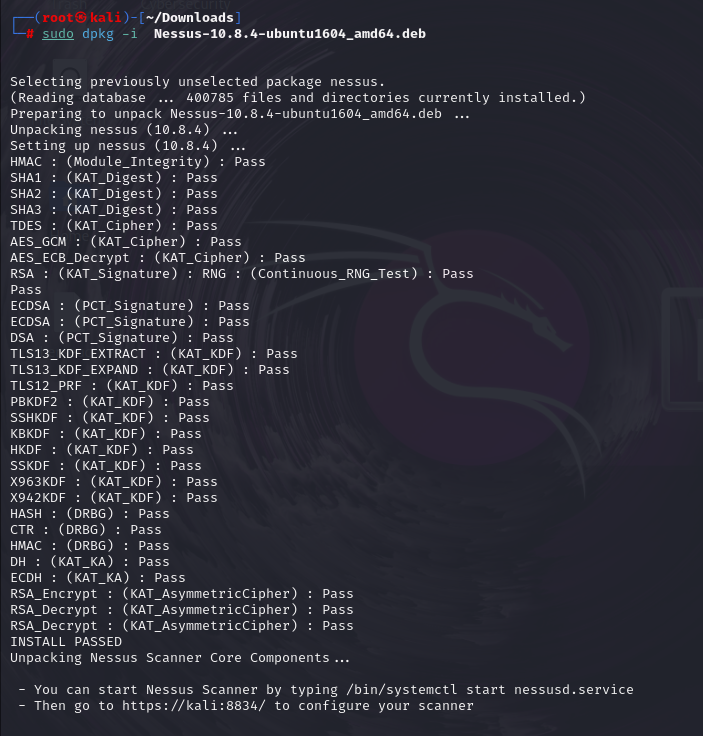 ┌──(root㉿kali)-[~/Downloads]
└─# sudo dpkg -i  Nessus-10.8.4-ubuntu1604_amd64.deb
Selecting previously unselected package nessus.
(Reading database ... 400785 files and directories currently installed.)
Preparing to unpack Nessus-10.8.4-ubuntu1604_amd64.deb ...
Unpacking nessus (10.8.4) ...
Setting up nessus (10.8.4) ...
HMAC : (Module_Integrity) : Pass
SHA1 : (KAT_Digest) : Pass
SHA2 : (KAT_Digest) : Pass
SHA3 : (KAT_Digest) : Pass
TDES : (KAT_Cipher) : Pass
AES_GCM : (KAT_Cipher) : Pass
AES_ECB_Decrypt : (KAT_Cipher) : Pass
RSA : (KAT_Signature) : RNG : (Continuous_RNG_Test) : Pass
Pass
ECDSA : (PCT_Signature) : Pass
ECDSA : (PCT_Signature) : Pass
DSA : (PCT_Signature) : Pass
TLS13_KDF_EXTRACT : (KAT_KDF) : Pass
TLS13_KDF_EXPAND : (KAT_KDF) : Pass
TLS12_PRF : (KAT_KDF) : Pass
PBKDF2 : (KAT_KDF) : Pass
SSHKDF : (KAT_KDF) : Pass
KBKDF : (KAT_KDF) : Pass
HKDF : (KAT_KDF) : Pass
SSKDF : (KAT_KDF) : Pass
X963KDF : (KAT_KDF) : Pass
X942KDF : (KAT_KDF) : Pass
HASH : (DRBG) : Pass
CTR : (DRBG) : Pass
HMAC : (DRBG) : Pass
DH : (KAT_KA) : Pass
ECDH : (KAT_KA) : Pass
RSA_Encrypt : (KAT_AsymmetricCipher) : Pass
RSA_Decrypt : (KAT_AsymmetricCipher) : Pass
RSA_Decrypt : (KAT_AsymmetricCipher) : Pass
INSTALL PASSED
Unpacking Nessus Scanner Core Components...
 - You can start Nessus Scanner by typing /bin/systemctl start nessusd.service
 - Then go to https://kali:8834/ to configure your scanner